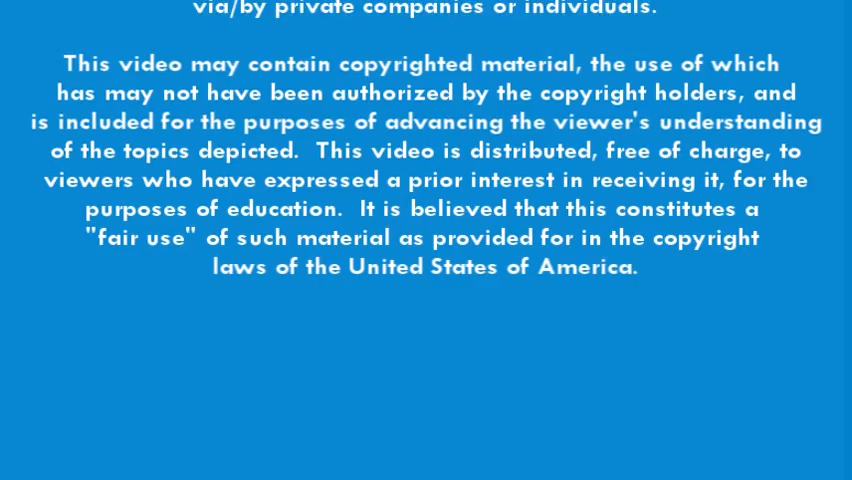 via/by private companies or individuals.
This video may contain copyrighted material, the use of which
has may not have been authorized by the copyright holders, and
is included for the purposes of advancing the viewer's understanding
of the topics depicted.  This video is distributed, free of charge, to
viewers who have expressed a prior interest in receiving it, for the
purposes of education.  It is believed that this constitutes a
"fair use" of such material as provided for in the copyright
laws of the United States of America.